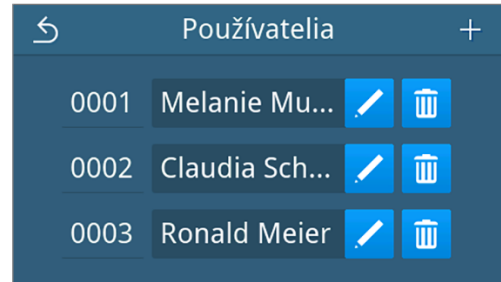 Používatelia
0001 Melanie Mu...
0002 Claudia Sch...
0003 Ronald Meier